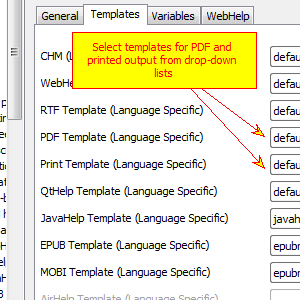 General Templates Variables WebHelp
Select templates for PDF and
printed output from drop-down
lists
CHM
WebHe
RTF Template (Language Specific) defau
PDF Template (Language Specific) defau
Print Template (Language Specific) defau
QtHelp Template (Language Specific) defau
JavaHelp Template (Language Specific) javah
EPUB Template (Language Specific) epubr
MOBI Template (Language Specific) epubr
AirHelp Template (Language Specific)